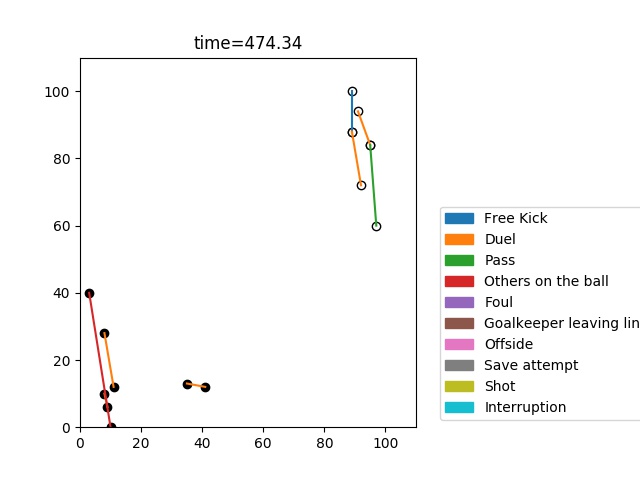 time=474.34
100
80
60
40
20
0
0 20 40 60 80 100
Free Kick
Duel
Pass
Others on the ball
Foul
Goalkeeper leaving lin
Offside
Save attempt
Shot
Interruption